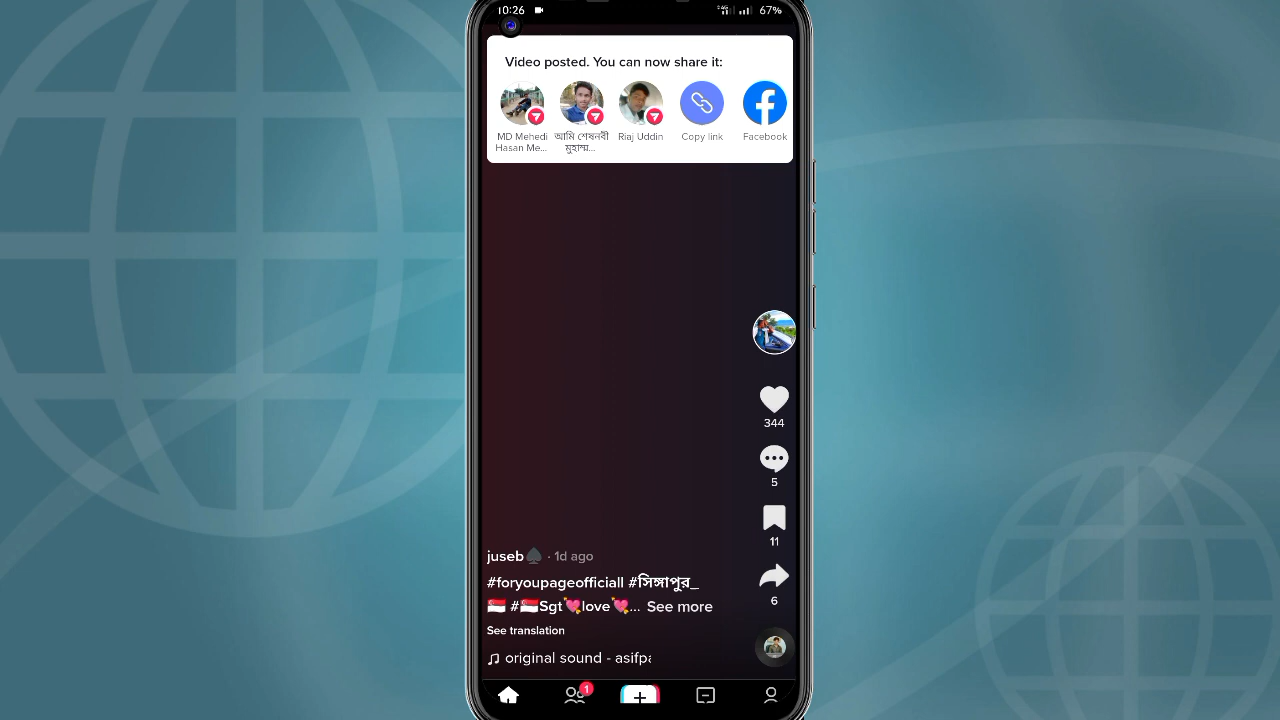 10:26
67%
Video posted. You can now share it:
MD Mehedi Hasan Me...
আমি শেষনবী মুহাম্ম...
Riaj Uddin
Copy link
Facebook
344
5
11
6
juseb♠️ · 1d ago
#foryoupageofficiall #সিঙ্গাপুর_
🇸🇬 #🇸🇬Sgt💘love💘... See more
See translation
original sound - asifpa
1